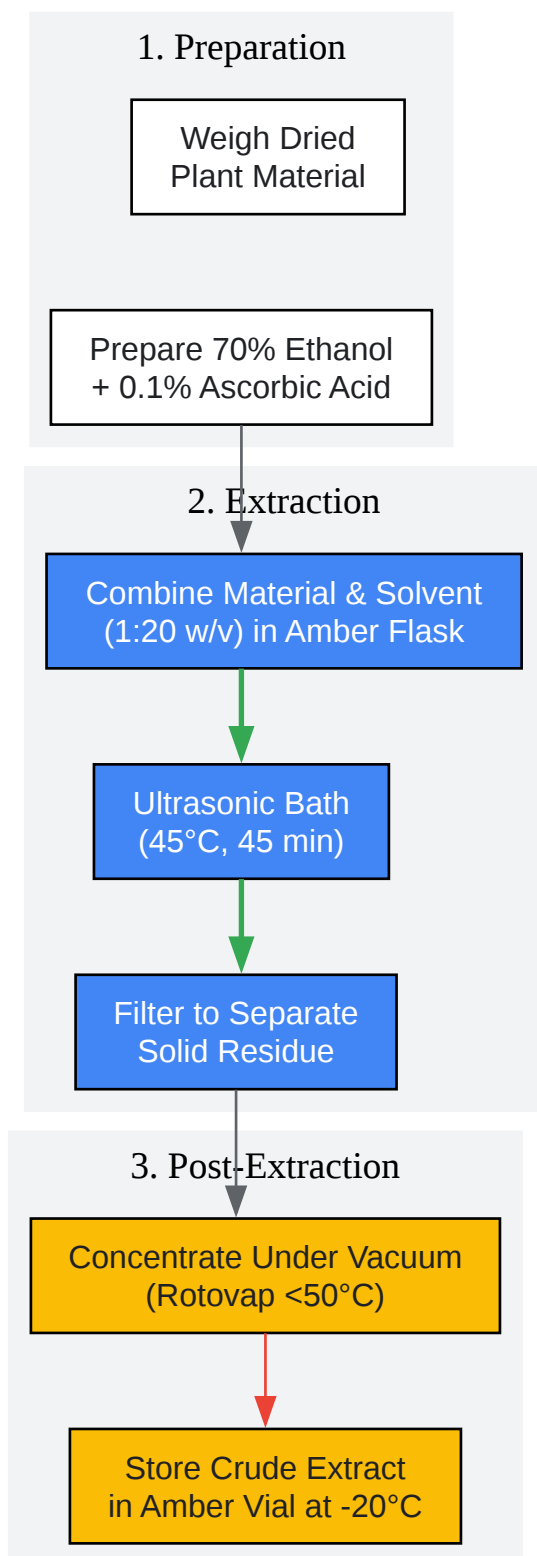 1. Preparation
Weigh Dried
Plant Material
Prepare 70% Ethanol
+ 0.1% Ascorbic Acid
2. Extraction
Combine Material & Solvent
(1:20 w/v) in Amber Flask
Ultrasonic Bath
(45°C, 45 min)
Filter to Separate
Solid Residue
3. Post-Extraction
Concentrate Under Vacuum
(Rotovap <50°C)
Store Crude Extract
in Amber Vial at -20°C